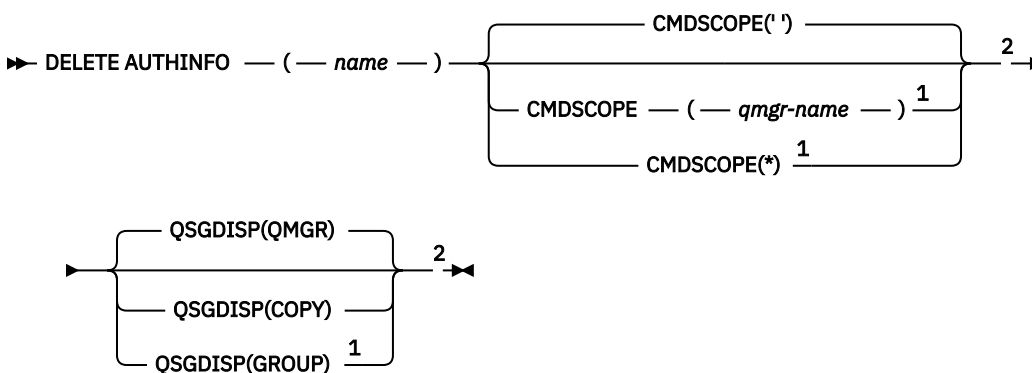 CMDSCOPE(' ')
DELETE AUTHINFO ( name ) 2
CMDSCOPE ( qmgr-name ) 1
CMDSCOPE(*) 1
QSGDISP(QMGR)
2
QSGDISP(COPY)
QSGDISP(GROUP) 1